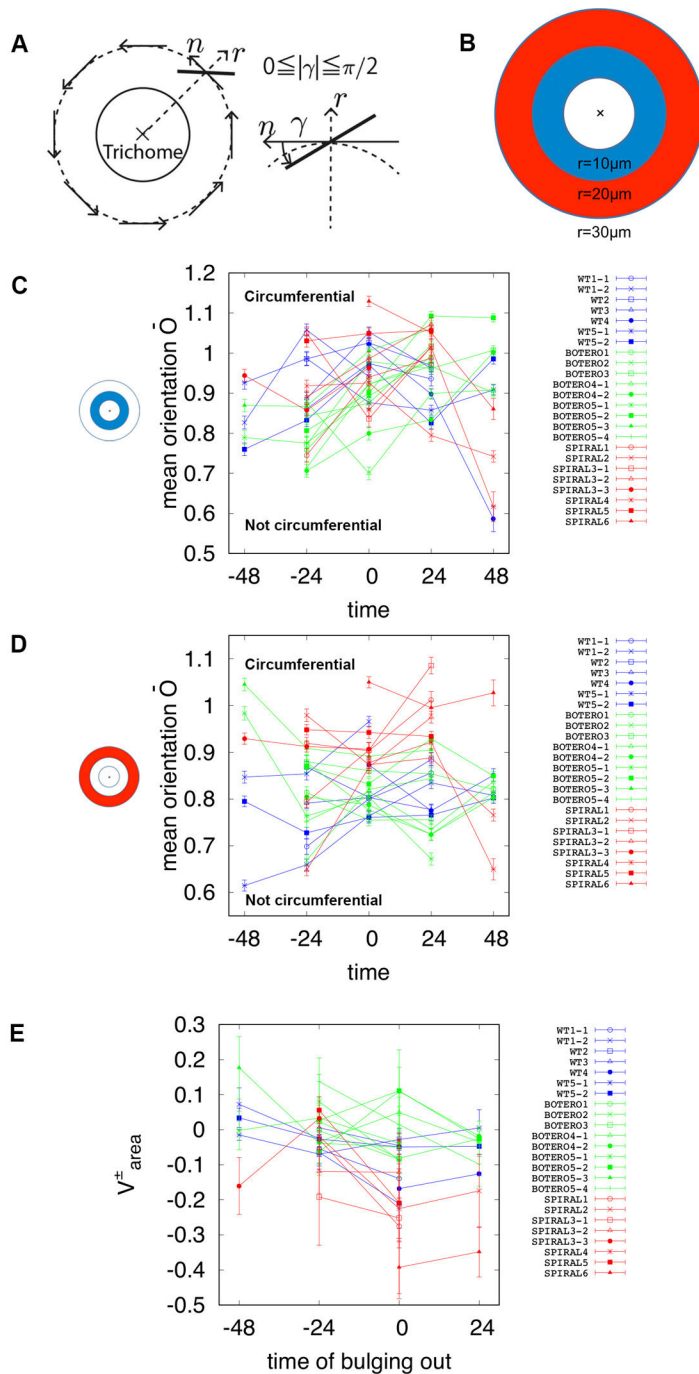 A
n
r
0≦|γ|≦π/2
Trichome
r
n
γ
B
r=10μm
r=20μm
r=30μm
C
mean orientation Ō
1.2
1.1
1
0.9
0.8
0.7
0.6
0.5
Circumferential
Not circumferential
-48
-24
0
24
48
time
WT1-1
WT1-2
WT2
WT3
WT4
WT5-1
WT5-2
BOTERO1
BOTERO2
BOTERO3
BOTERO4-1
BOTERO4-2
BOTERO5-1
BOTERO5-2
BOTERO5-3
BOTERO5-4
SPIRAL1
SPIRAL2
SPIRAL3-1
SPIRAL3-2
SPIRAL3-3
SPIRAL4
SPIRAL5
SPIRAL6
D
mean orientation Ō
1.1
1
0.9
0.8
0.7
0.6
Circumferential
Not circumferential
-48
-24
0
24
48
time
WT1-1
WT1-2
WT2
WT3
WT4
WT5-1
WT5-2
BOTERO1
BOTERO2
BOTERO3
BOTERO4-1
BOTERO4-2
BOTERO5-1
BOTERO5-2
BOTERO5-3
BOTERO5-4
SPIRAL1
SPIRAL2
SPIRAL3-1
SPIRAL3-2
SPIRAL3-3
SPIRAL4
SPIRAL5
SPIRAL6
E
V±area
0.3
0.2
0.1
0
-0.1
-0.2
-0.3
-0.4
-0.5
-48
-24
0
24
time of bulging out
WT1-1
WT1-2
WT2
WT3
WT4
WT5-1
WT5-2
BOTERO1
BOTERO2
BOTERO3
BOTERO4-1
BOTERO4-2
BOTERO5-1
BOTERO5-2
BOTERO5-3
BOTERO5-4
SPIRAL1
SPIRAL2
SPIRAL3-1
SPIRAL3-2
SPIRAL3-3
SPIRAL4
SPIRAL5
SPIRAL6